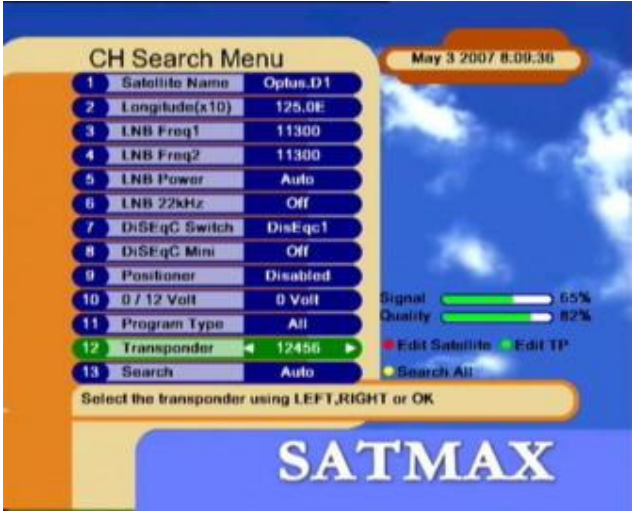 CH Search Menu
May 3 2007 8:09:36
1 Satellite Name Optus.D1
2 Longitude(x10) 125.0E
3 LNB Freq1 11300
4 LNB Freq2 11300
5 LNB Power Auto
6 LNB 22kHz Off
7 DiSEqC Switch DisEqc1
8 DiSEqC Mini Off
9 Positioner Disabled
10 0 / 12 Volt 0 Volt
Signal 65%
11 Program Type All
Quality 82%
12 Transponder 12456
Edit Satellite Edit TP
13 Search Auto
Search All
Select the transponder using LEFT,RIGHT or OK
SATMAX